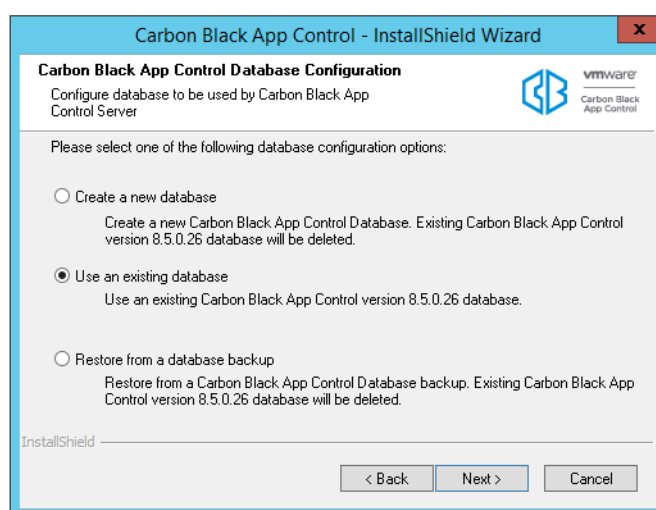 Carbon Black App Control - InstallShield Wizard
x
Carbon Black App Control Database Configuration
Configure database to be used by Carbon Black App
Control Server
vmware
Carbon Black
App Control
Please select one of the following database configuration options:
Create a new database
Create a new Carbon Black App Control Database. Existing Carbon Black App Control
version 8.5.0.26 database will be deleted.
Use an existing database
Use an existing Carbon Black App Control version 8.5.0.26 database.
Restore from a database backup
Restore from a Carbon Black App Control Database backup. Existing Carbon Black App
Control version 8.5.0.26 database will be deleted.
InstallShield
< Back
Next >
Cancel